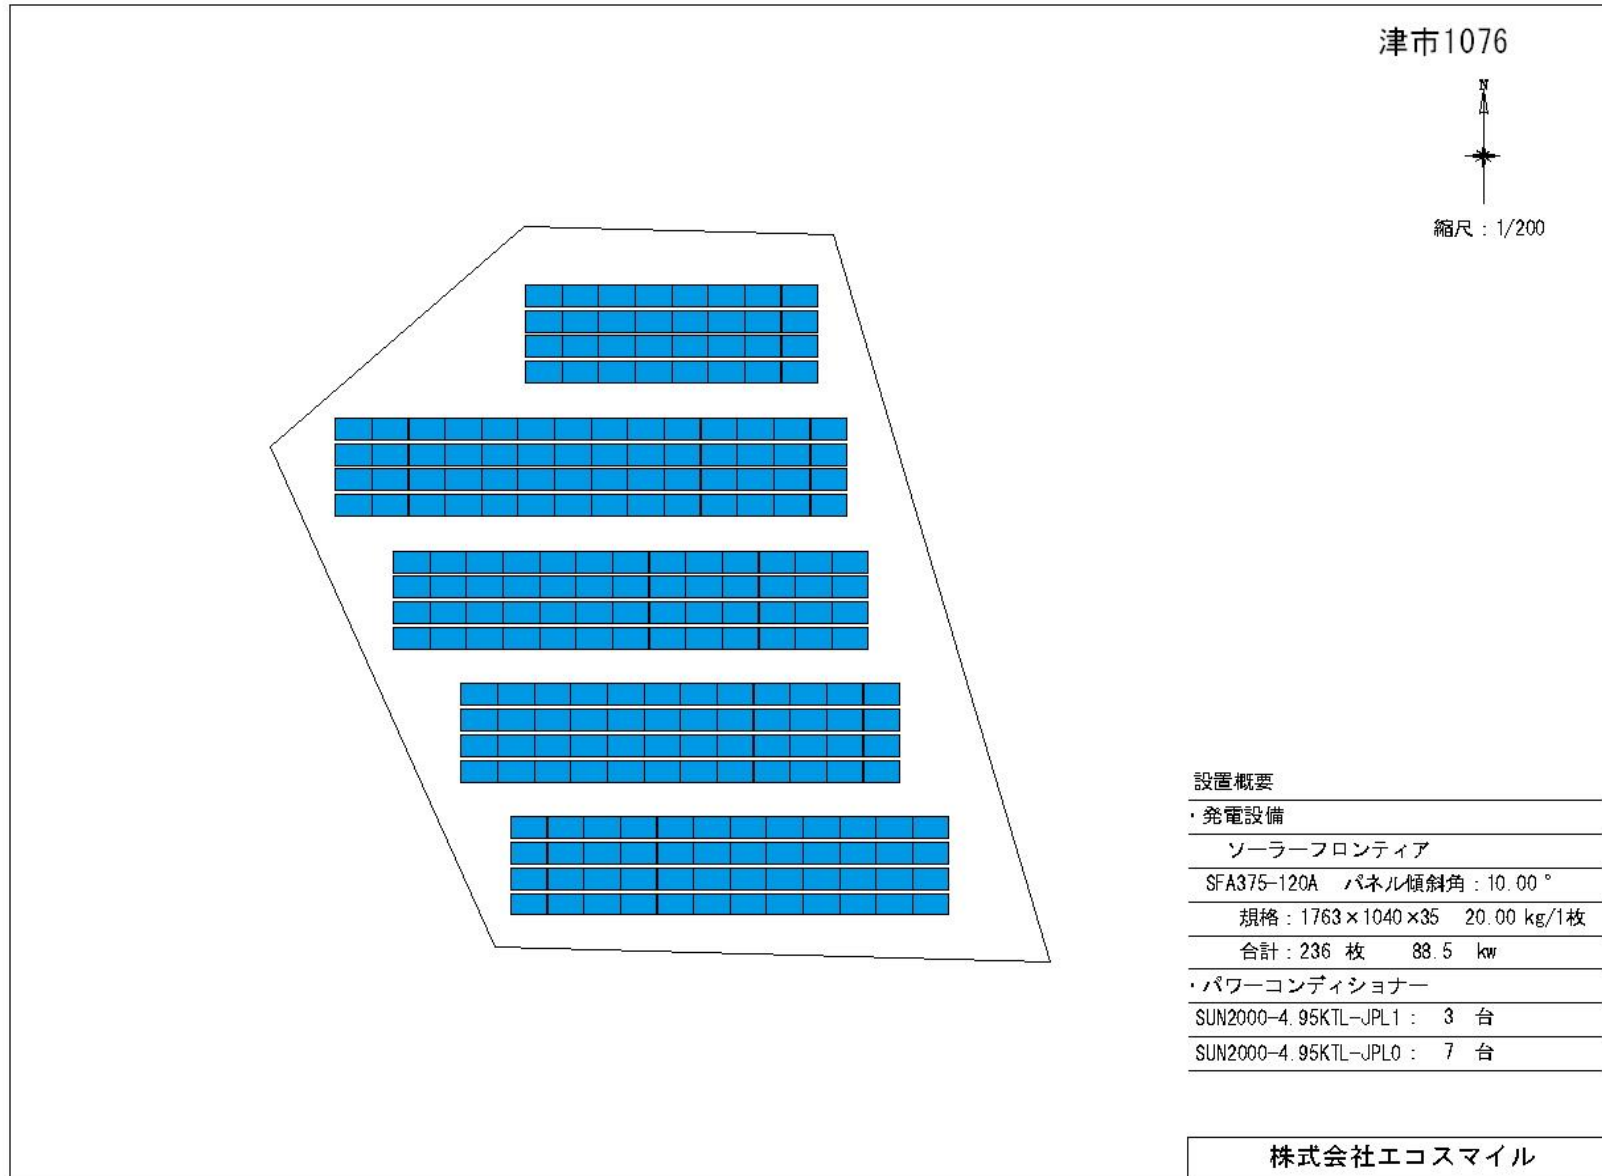 津市1076
N
縮尺：1/200
設置概要
・発電設備
ソーラーフロンティア
SFA375-120A パネル傾斜角：10.00°
規格：1763×1040×35 20.00 kg/1枚
合計：236 枚 88.5 kw
・パワーコンディショナー
SUN2000-4.95KTL-JPL1： 3 台
SUN2000-4.95KTL-JPL0： 7 台
株式会社エコスマイル